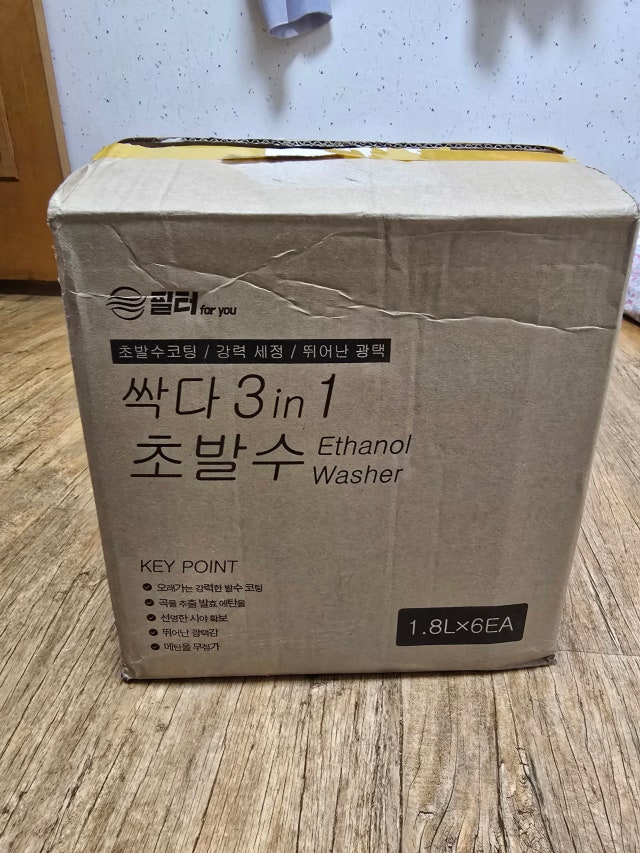 필터 for you
초발수코팅 / 강력 세정 / 뛰어난 광택
싹다 3 in 1
초발수 Ethanol Washer
KEY POINT
오래가는 강력한 발수 코팅
곡물 추출 발효 에탄올
선명한 시야 확보
뛰어난 광택감
메탄올 무첨가
1.8L×6EA